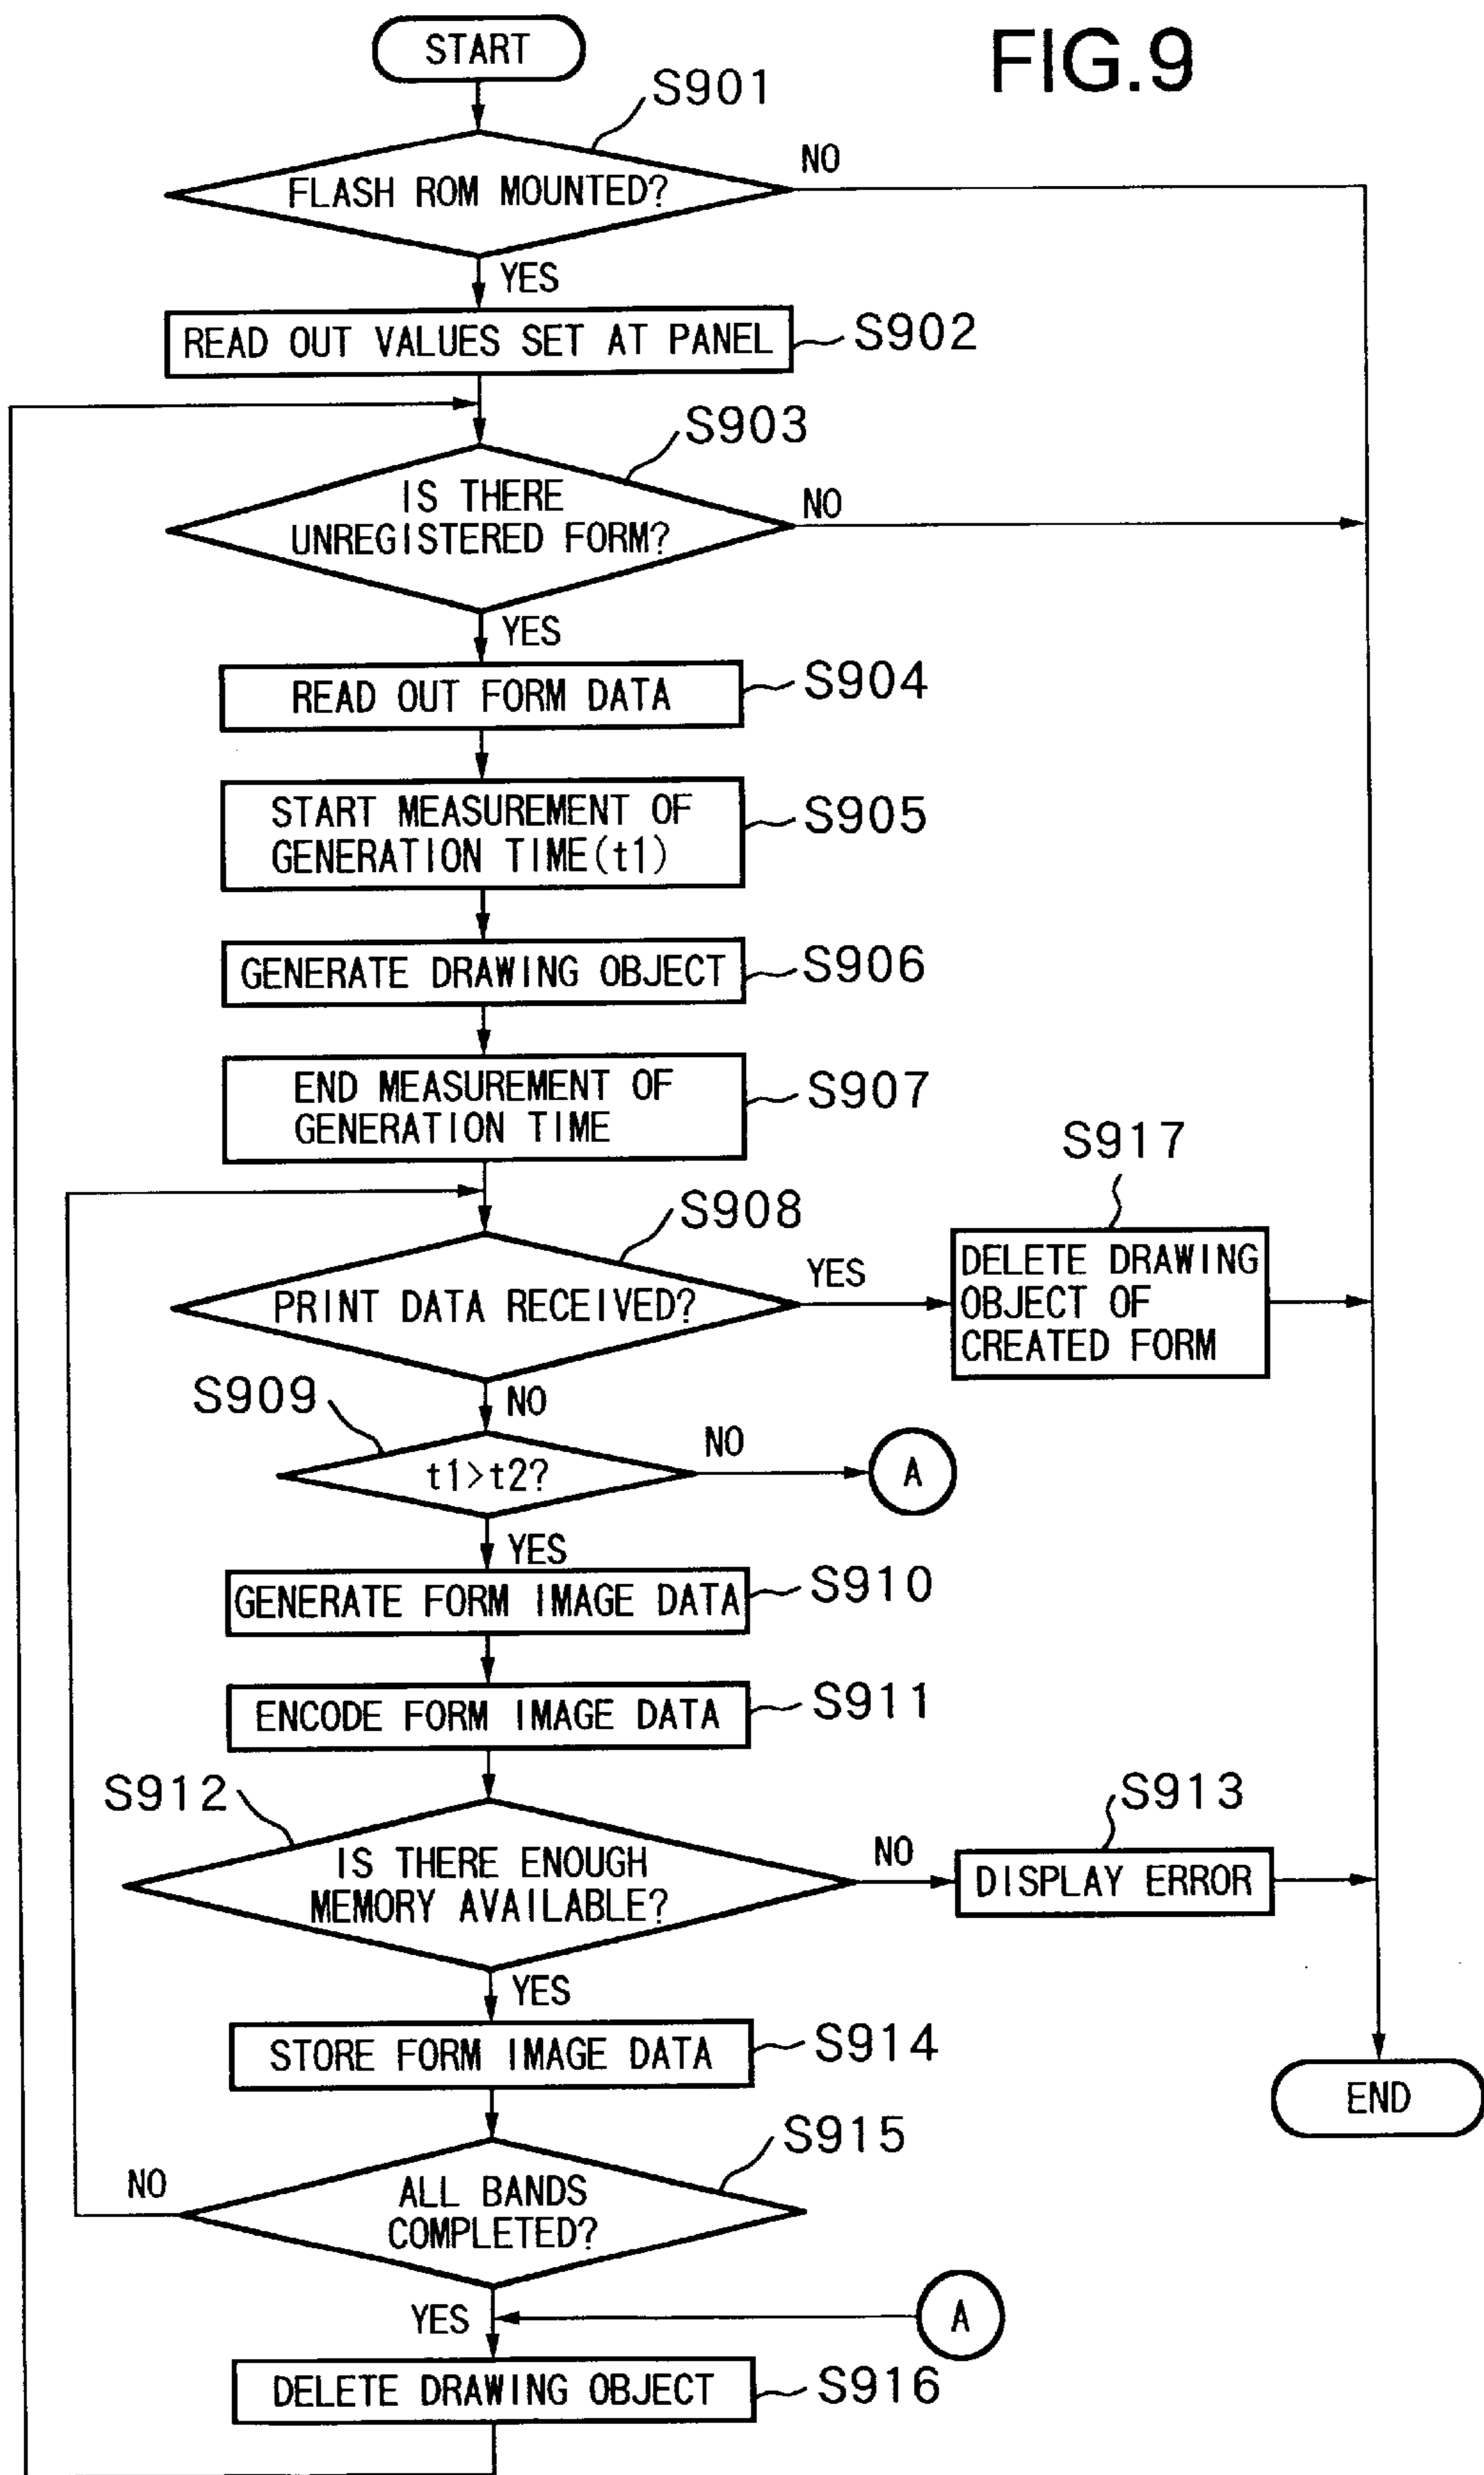 FIG.9
START
S901
FLASH ROM MOUNTED?
NO
YES
READ OUT VALUES SET AT PANEL
S902
S903
IS THERE
UNREGISTERED FORM?
NO
YES
READ OUT FORM DATA
S904
START MEASUREMENT OF
GENERATION TIME(t1)
S905
GENERATE DRAWING OBJECT
S906
END MEASUREMENT OF
GENERATION TIME
S907
S908
PRINT DATA RECEIVED?
YES
S917
DELETE DRAWING
OBJECT OF
CREATED FORM
NO
S909
t1>t2?
NO
A
YES
GENERATE FORM IMAGE DATA
S910
ENCODE FORM IMAGE DATA
S911
S912
IS THERE ENOUGH
MEMORY AVAILABLE?
NO
S913
DISPLAY ERROR
YES
STORE FORM IMAGE DATA
S914
END
S915
ALL BANDS
COMPLETED?
NO
YES
A
DELETE DRAWING OBJECT
S916